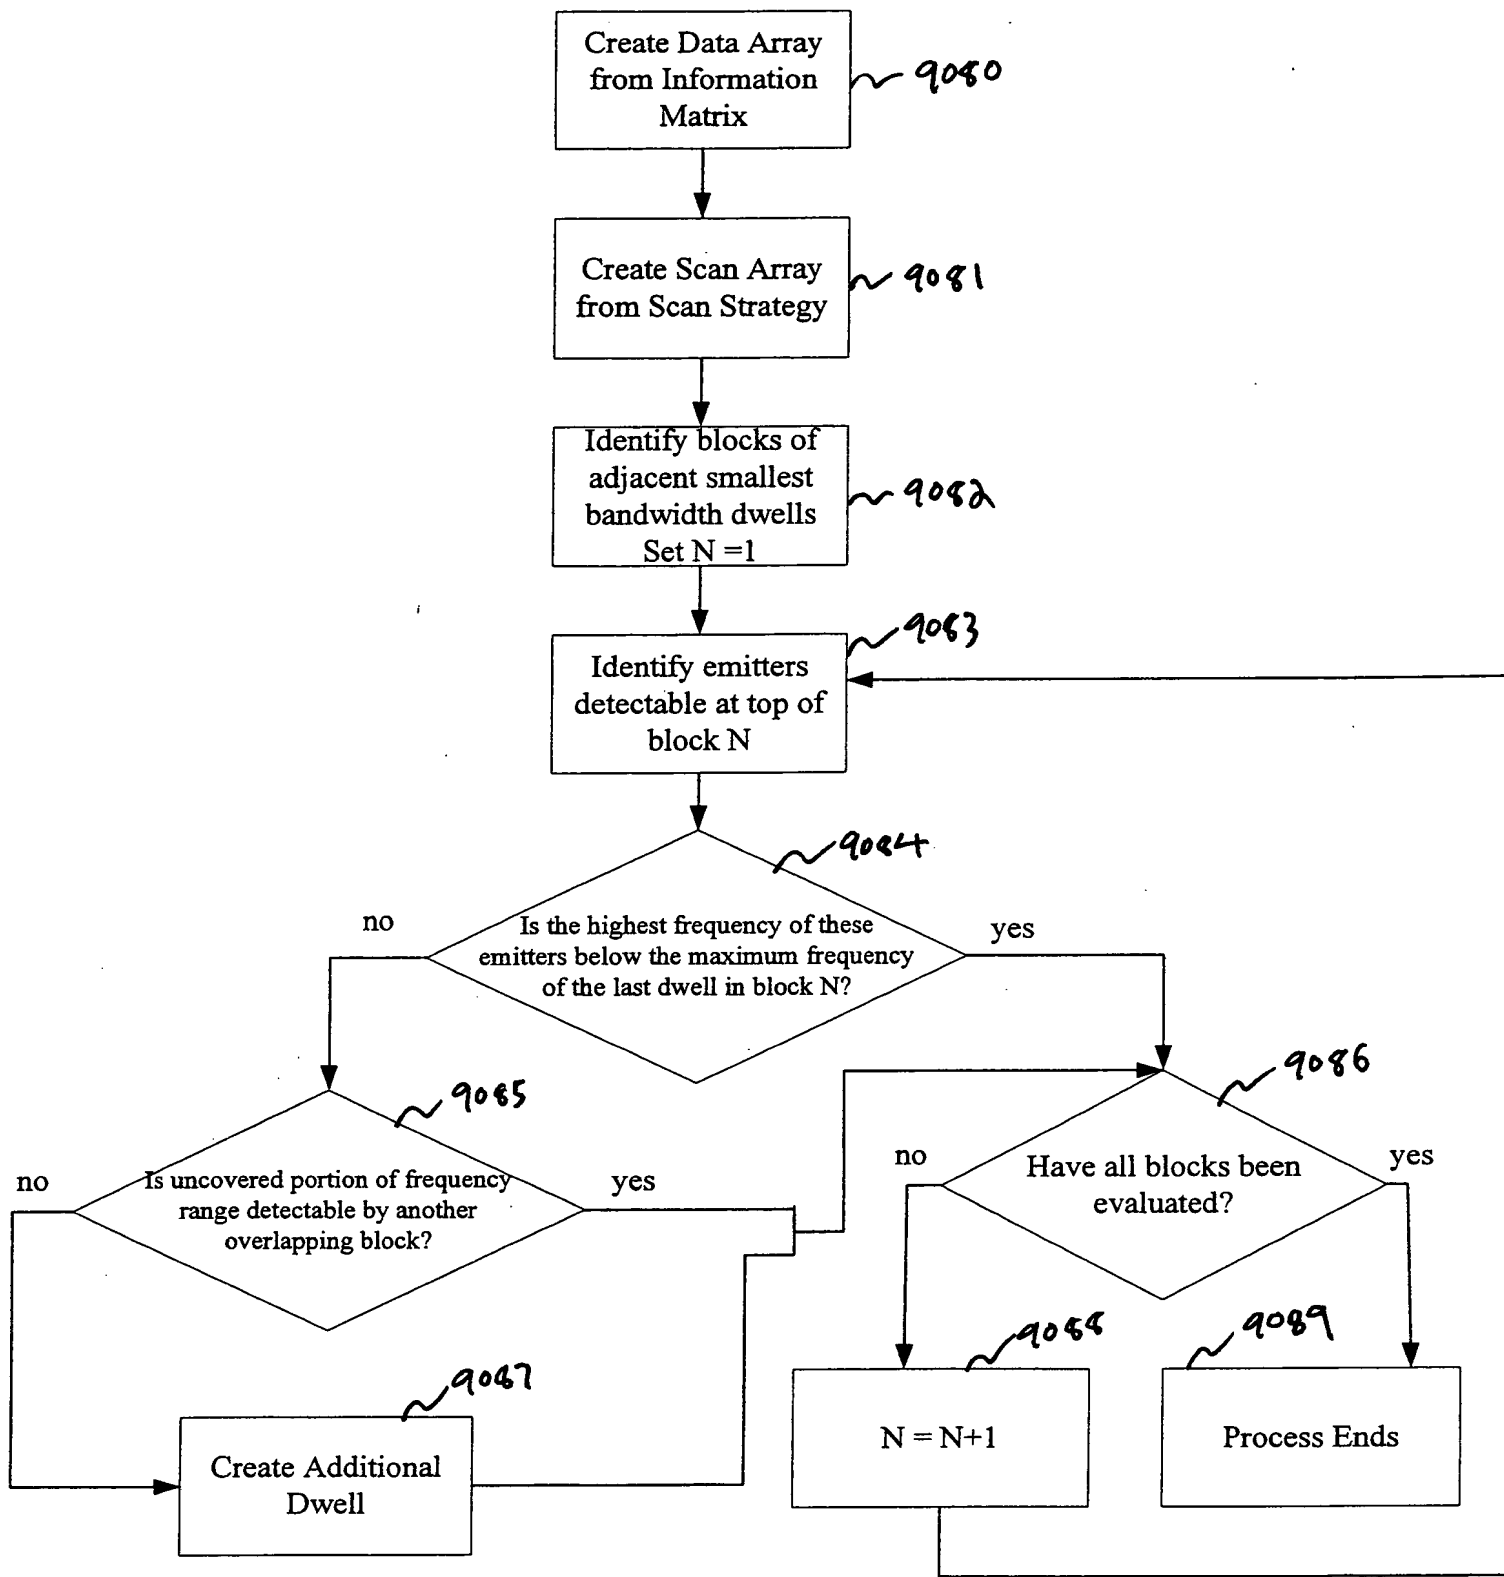 Create Data Array
from Information
Matrix
9080
Create Scan Array
from Scan Strategy
9081
Identify blocks of
adjacent smallest
bandwidth dwells
Set N =1
9082
9083
Identify emitters
detectable at top of
block N
9084
no
Is the highest frequency of these
emitters below the maximum frequency
of the last dwell in block N?
yes
9085
9086
no
Is uncovered portion of frequency
range detectable by another
overlapping block?
yes
no
Have all blocks been
evaluated?
yes
9087
9088
9089
Create Additional
Dwell
N = N+1
Process Ends